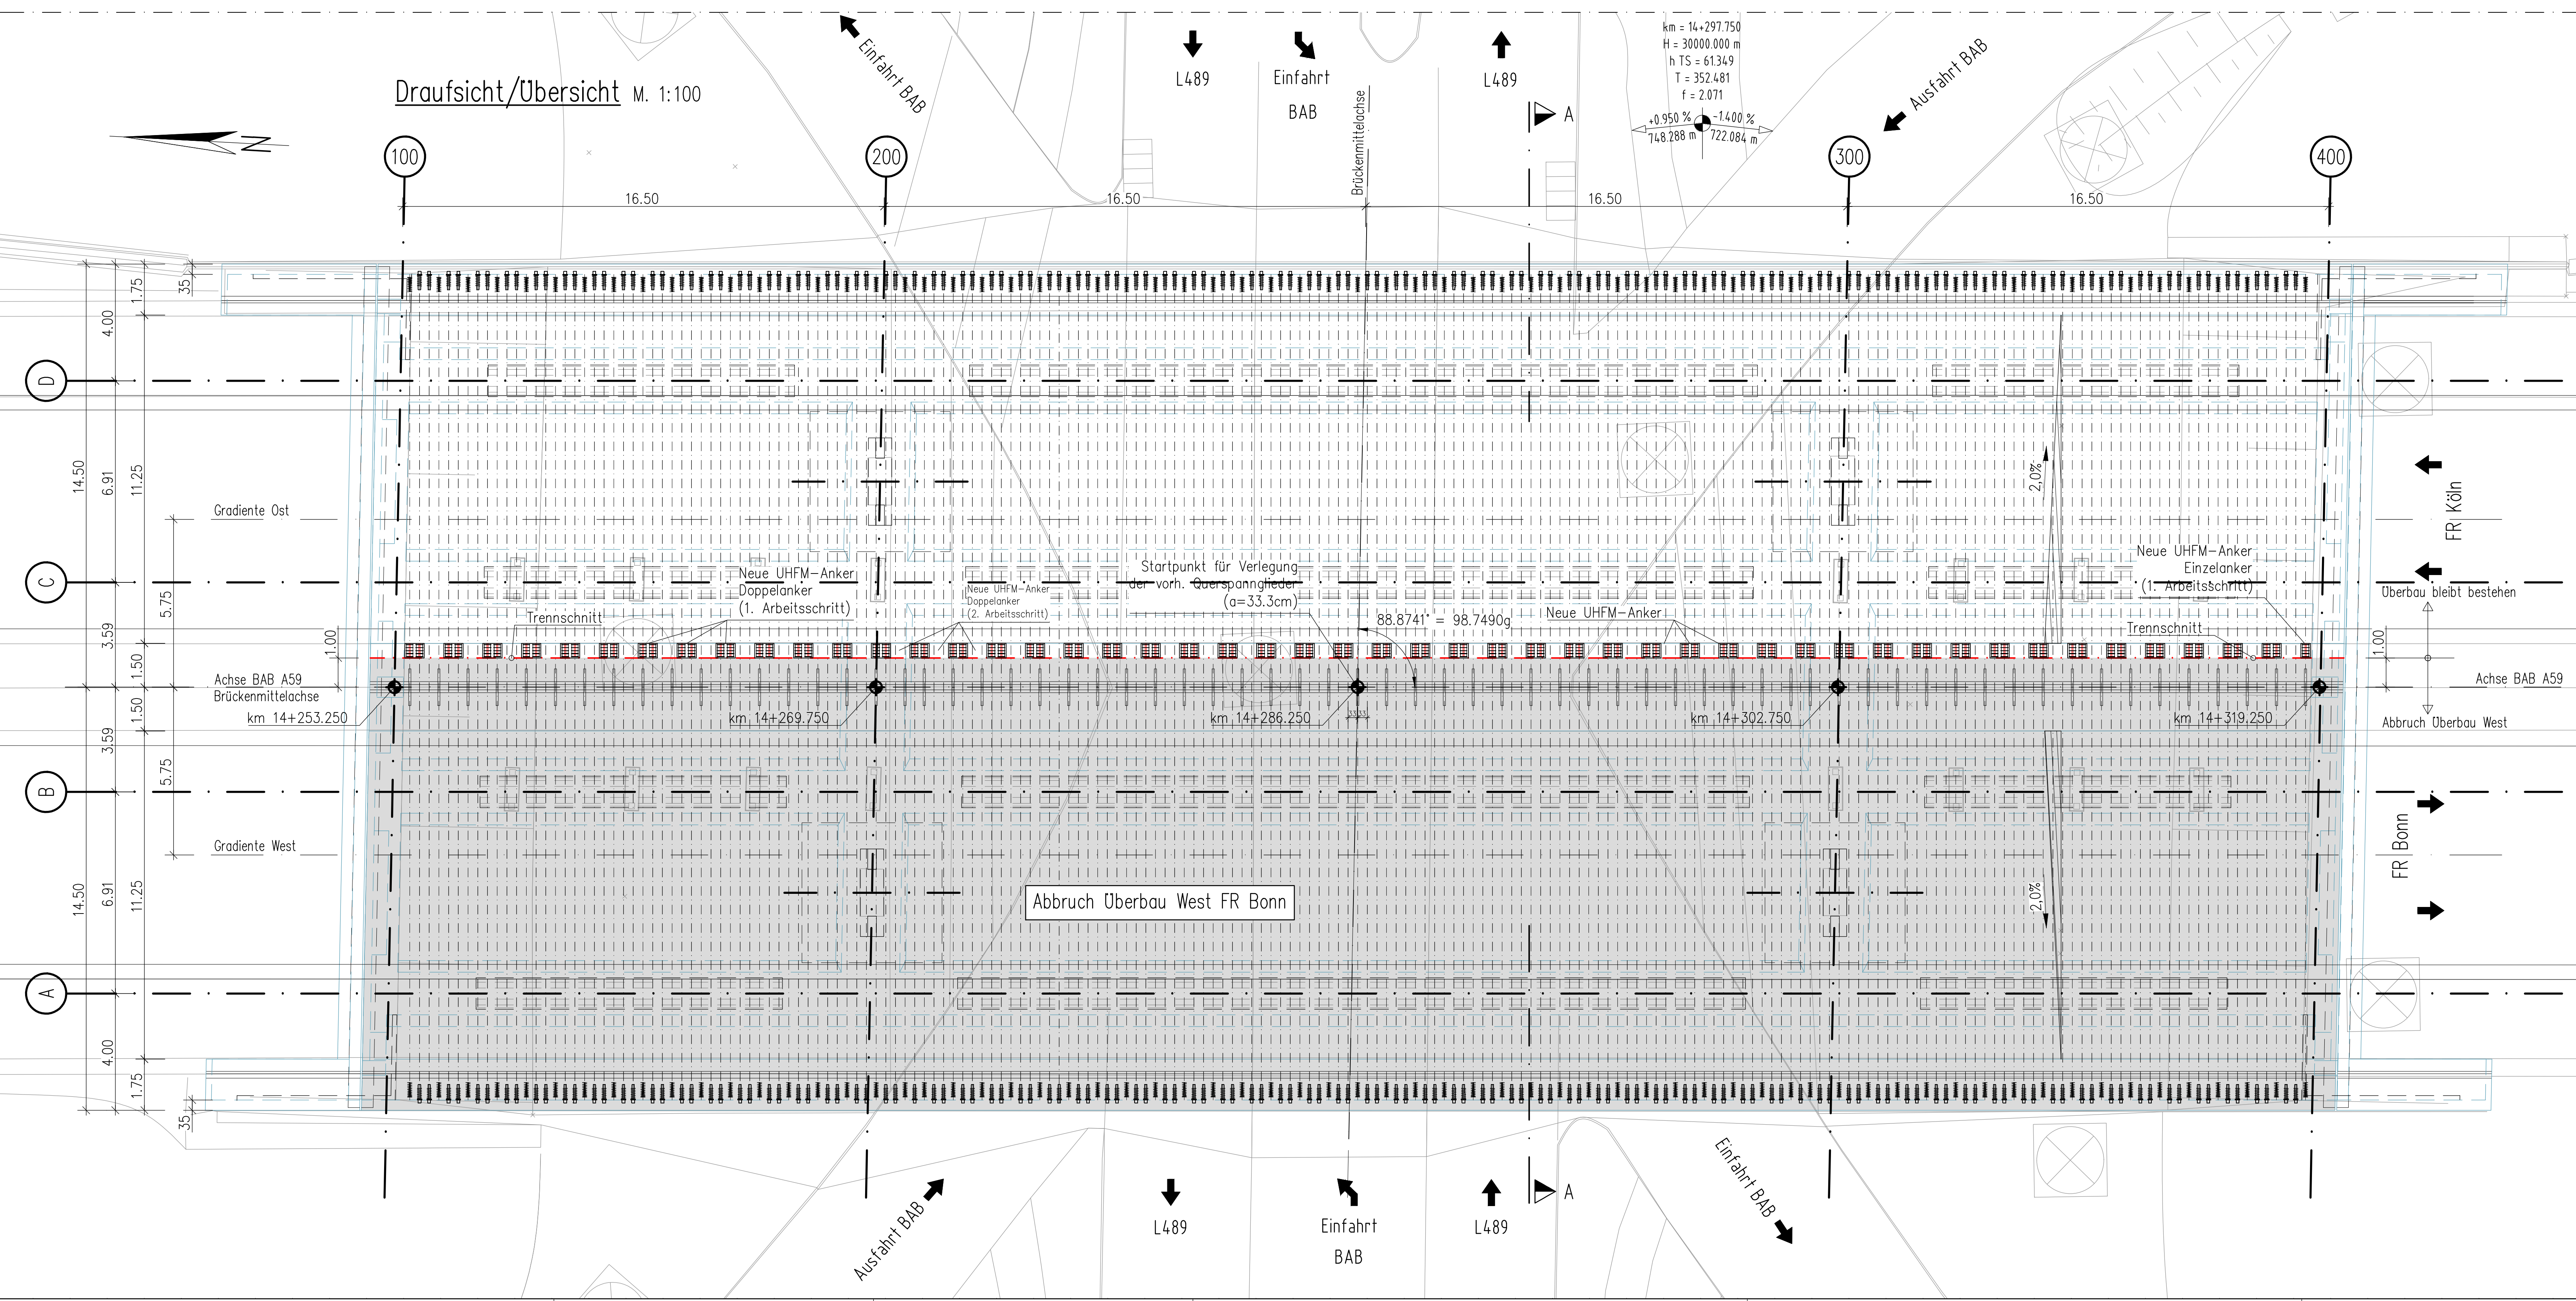 Draufsicht/Übersicht M. 1:100
N
Einfahrt BAB
L489
Einfahrt
BAB
L489
km = 14+297.750
H = 30000.000 m
h TS = 61.349
T = 352.481
f = 2.071
+0.950 % -1.400 %
748.288 m 722.084 m
Ausfahrt BAB
A
Brückenmittelachse
100
200
300
400
16.50
16.50
16.50
16.50
35
1.75
4.00
D
14.50
6.91
11.25
Gradiente Ost
2,0%
FR Köln
C
5.75
3.59
1.50
1.00
Neue UHFM-Anker
Doppelanker
(1. Arbeitsschritt)
Neue UHFM-Anker
Doppelanker
(2. Arbeitsschritt)
Startpunkt für Verlegung
der vorh. Querspannglieder
(a=33.3cm)
88.8741° = 98.7490g
Neue UHFM-Anker
Neue UHFM-Anker
Einzelanker
(1. Arbeitsschritt)
Trennschnitt
Trennschnitt
Überbau bleibt bestehen
1.00
Achse BAB A59
Brückenmittelachse
Achse BAB A59
km 14+253.250
km 14+269.750
km 14+286.250
33 33
km 14+302.750
km 14+319.250
Abbruch Überbau West
1.50
3.59
5.75
B
Gradiente West
FR Bonn
14.50
6.91
11.25
2,0%
Abbruch Überbau West FR Bonn
A
4.00
1.75
35
Ausfahrt BAB
L489
Einfahrt
BAB
L489
A
Einfahrt BAB